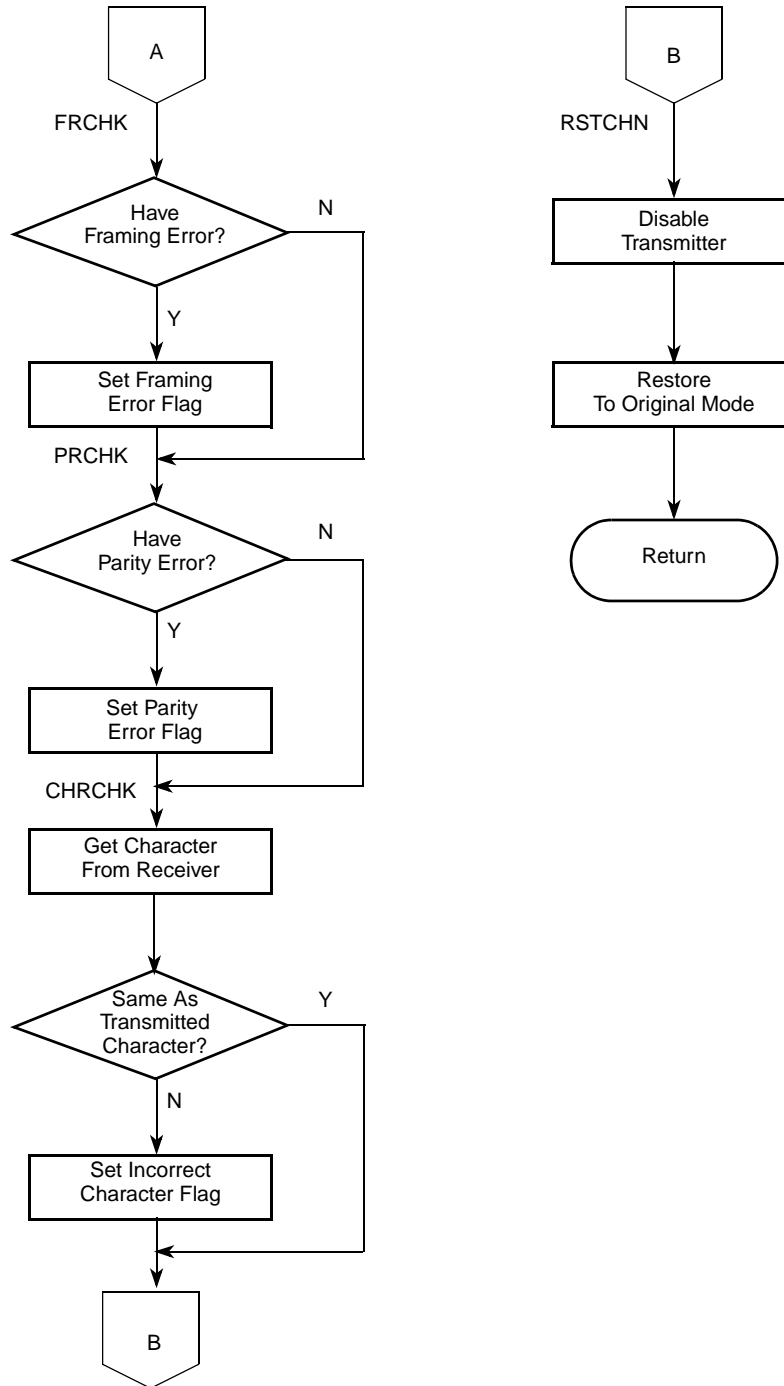 A
FRCHK
Have
Framing Error?
N
Y
Set Framing
Error Flag
PRCHK
Have
Parity Error?
N
Y
Set Parity
Error Flag
CHRCHK
Get Character
From Receiver
Same As
Transmitted
Character?
Y
N
Set Incorrect
Character Flag
B
B
RSTCHN
Disable
Transmitter
Restore
To Original Mode
Return